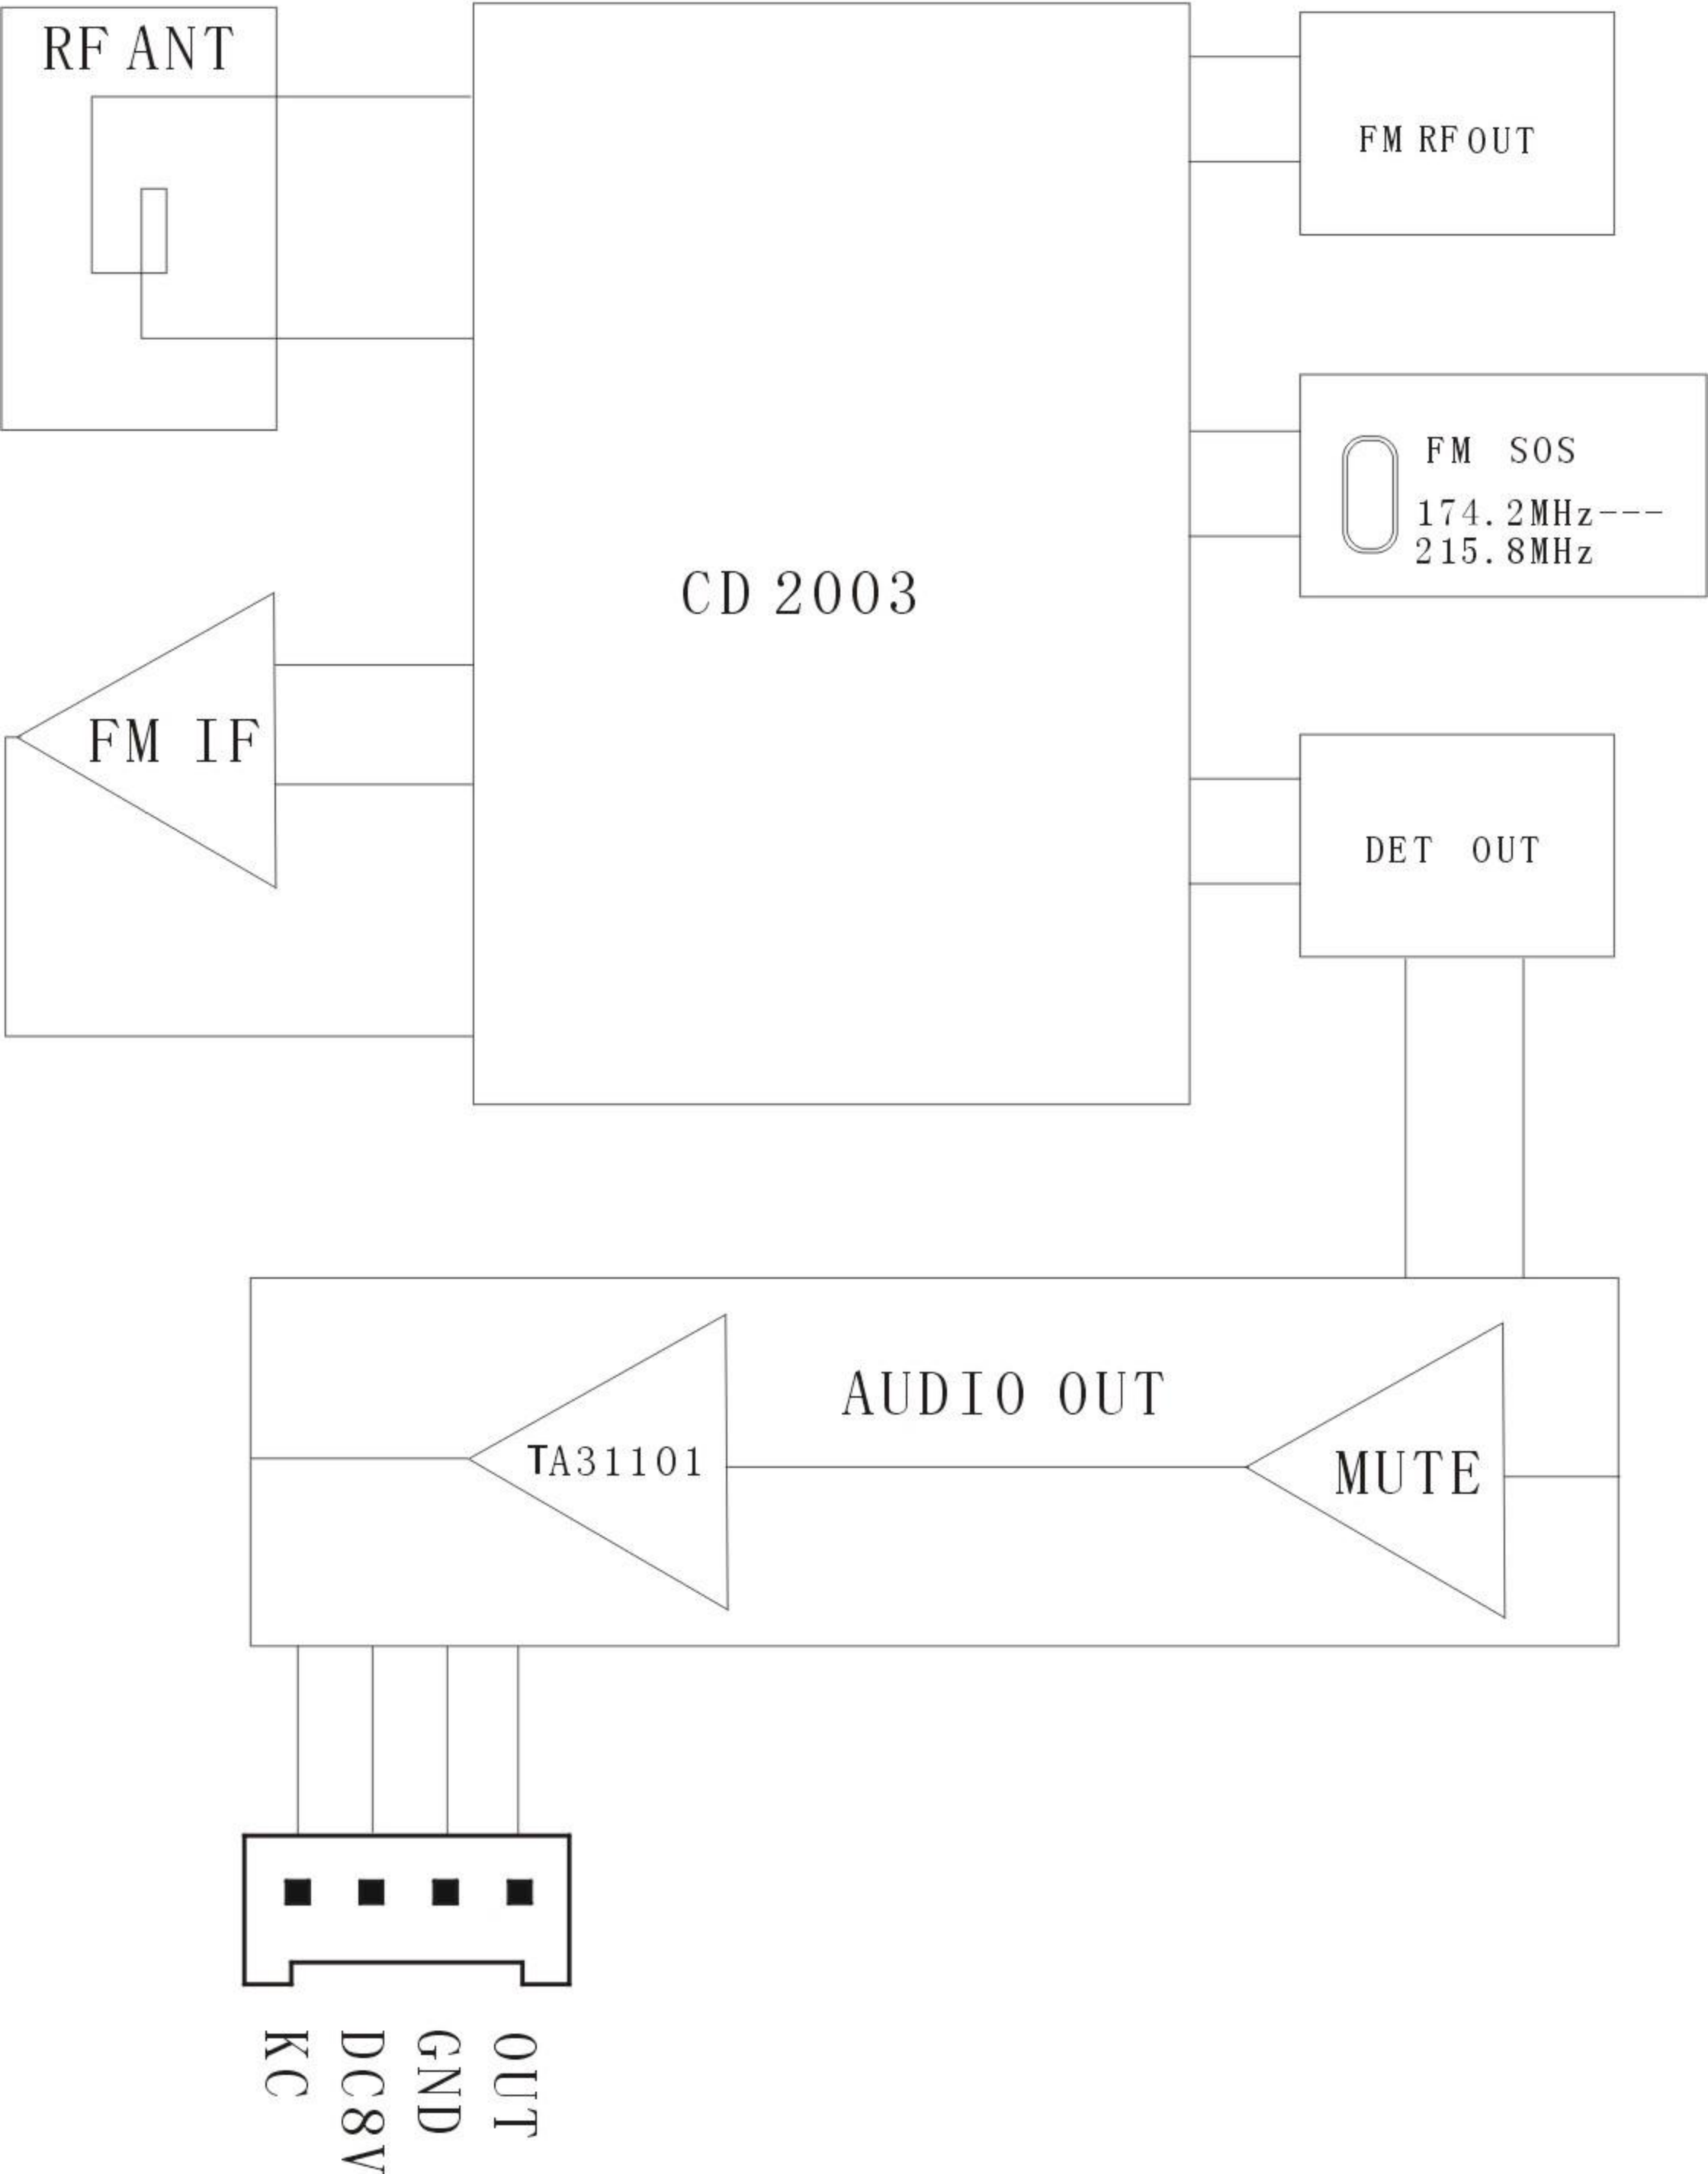 RF ANT
FM RF OUT
FM SOS
174.2MHz---
215.8MHz
CD 2003
FM IF
DET OUT
AUDIO OUT
TA31101
MUTE
KC
DC8V
GND
OUT